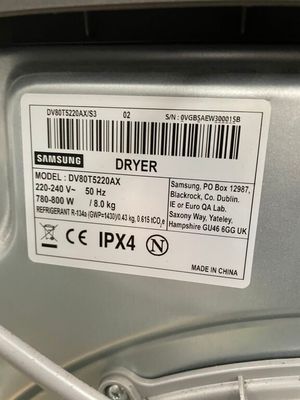 DV80T5220AX/S3 02 S/N : 0VGB5AEW300015B
SAMSUNG DRYER
MODEL : DV80T5220AX
220-240 V~ 50 Hz
780-800 W / 8.0 kg
REFRIGERANT R-134a (GWP=1430)/0.43 kg, 0.615 tCO₂e
Samsung, PO Box 12987,
Blackrock, Co. Dublin.
IE or Euro QA Lab.
Saxony Way, Yateley,
Hampshire GU46 6GG UK
CE IPX4 N
MADE IN CHINA